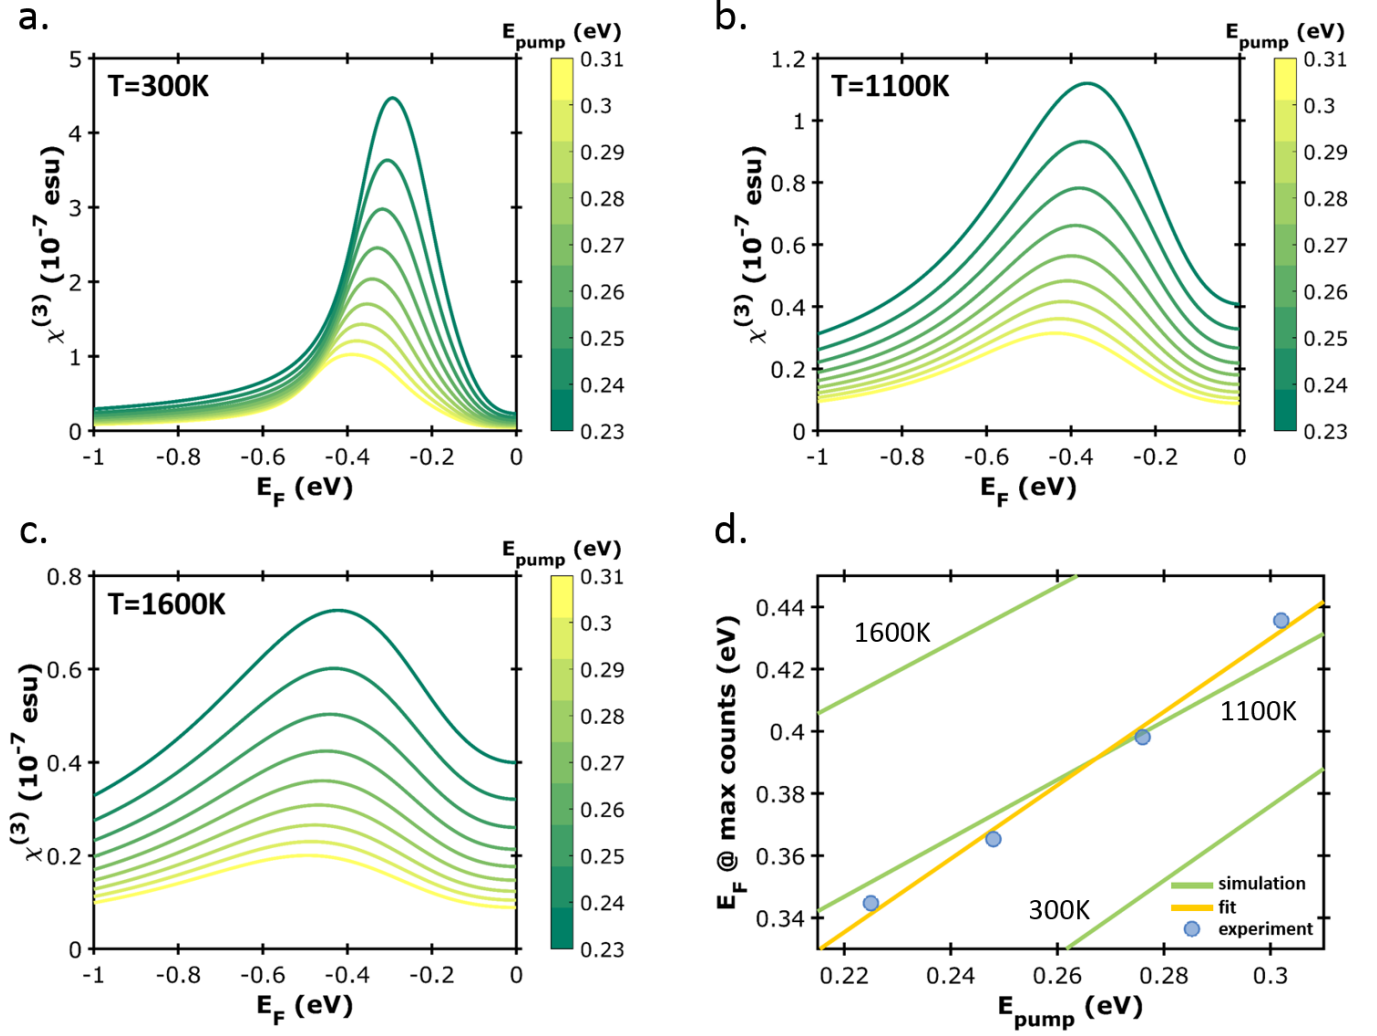 a.
E_pump (eV)
T=300K
5
4
3
2
1
0
χ^(3) (10^-7 esu)
-1 -0.8 -0.6 -0.4 -0.2 0
E_F (eV)
0.31
0.3
0.29
0.28
0.27
0.26
0.25
0.24
0.23
b.
E_pump (eV)
T=1100K
1.2
1
0.8
0.6
0.4
0.2
0
χ^(3) (10^-7 esu)
-1 -0.8 -0.6 -0.4 -0.2 0
E_F (eV)
0.31
0.3
0.29
0.28
0.27
0.26
0.25
0.24
0.23
c.
E_pump (eV)
T=1600K
0.8
0.6
0.4
0.2
0
χ^(3) (10^-7 esu)
-1 -0.8 -0.6 -0.4 -0.2 0
E_F (eV)
0.31
0.3
0.29
0.28
0.27
0.26
0.25
0.24
0.23
d.
0.44
0.42
0.4
0.38
0.36
0.34
E_F @ max counts (eV)
1600K
1100K
300K
simulation
fit
experiment
0.22 0.24 0.26 0.28 0.3
E_pump (eV)